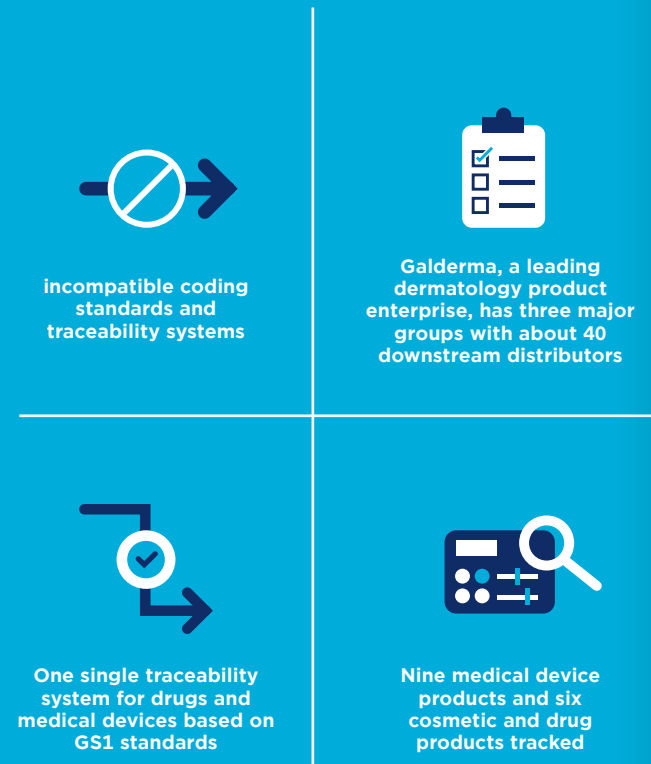 incompatible coding
standards and
traceability systems
Galderma, a leading
dermatology product
enterprise, has three major
groups with about 40
downstream distributors
One single traceability
system for drugs and
medical devices based on
GS1 standards
Nine medical device
products and six
cosmetic and drug
products tracked